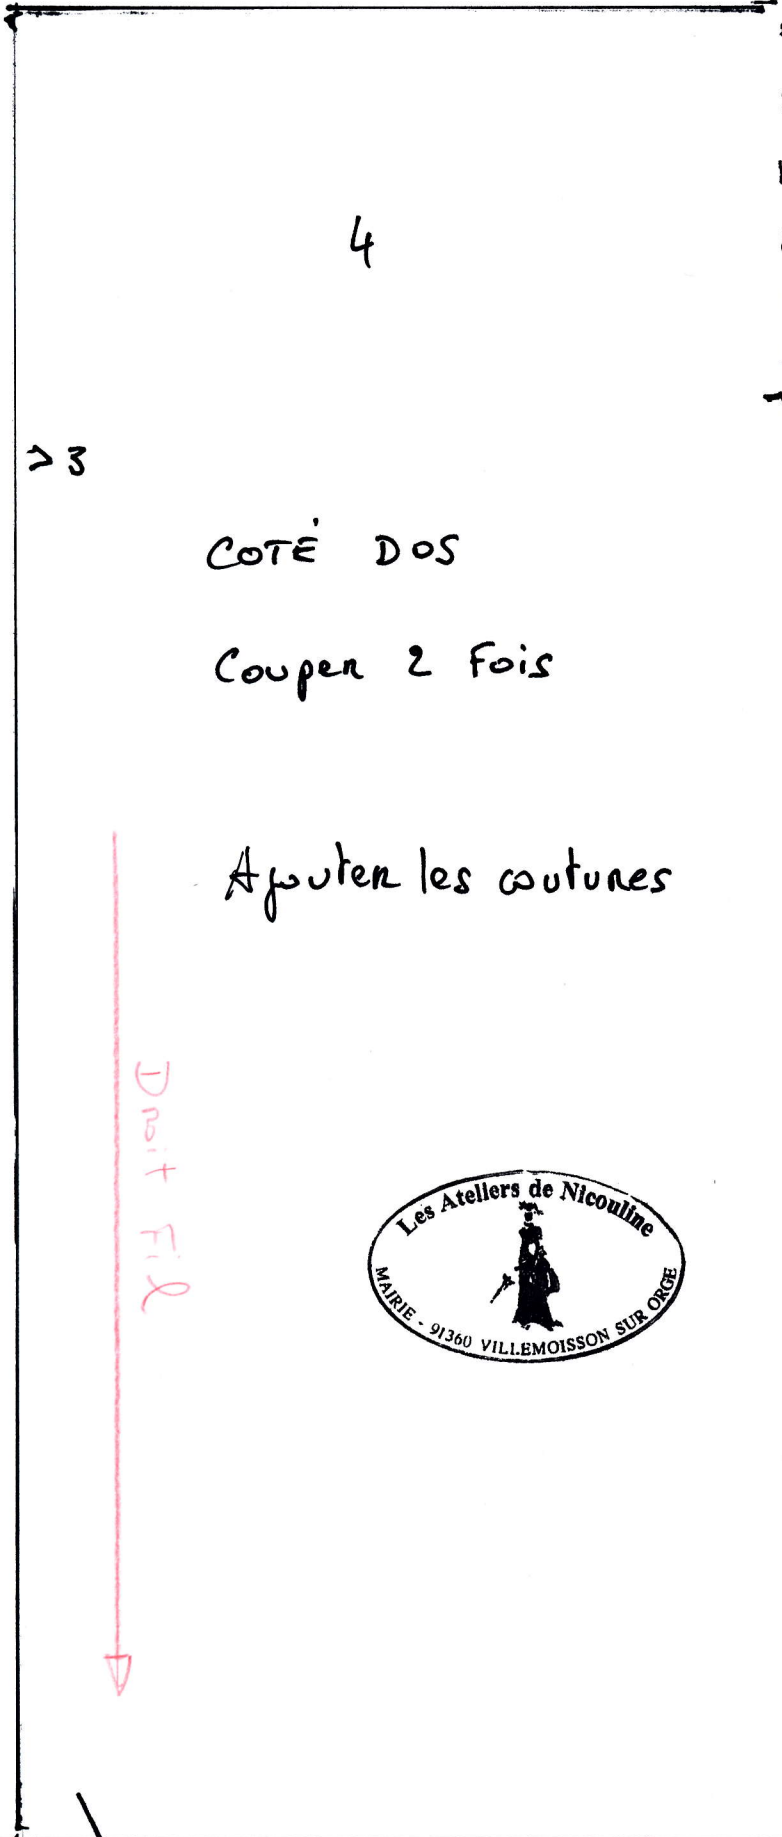 4
> 3
COTÉ DOS
Couper 2 Fois
Ajouter les coutures
Droit Fil
Les Ateliers de Nicouline
MAIRIE - 91360 VILLEMOISSON SUR ORGE